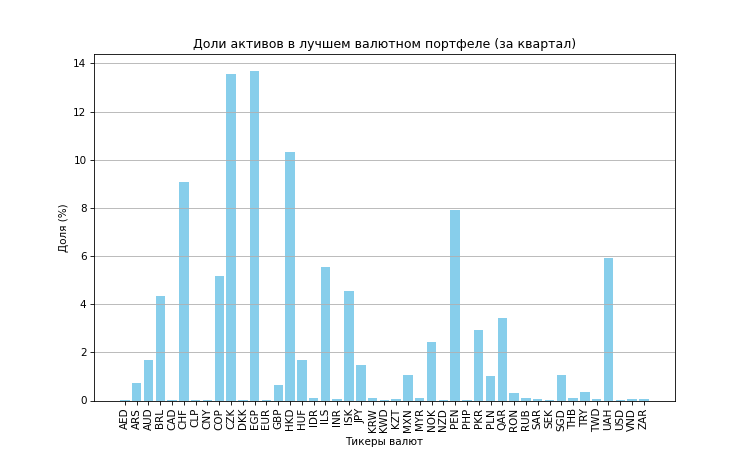 Доли активов в лучшем валютном портфеле (за квартал)
14
12
10
8
6
4
2
0
Доля (%)
AED ARS AUD BRL CAD CHF CLP CNY COP CZK DKK EGP EUR GBP HKD HUF IDR ILS INR ISK JPY KRW KWD KZT MXN MYR NOK NZD PEN PHP PKR PLN QAR RON RUB SAR SEK SGD THB TRY TWD UAH USD VND ZAR
Тикеры валют